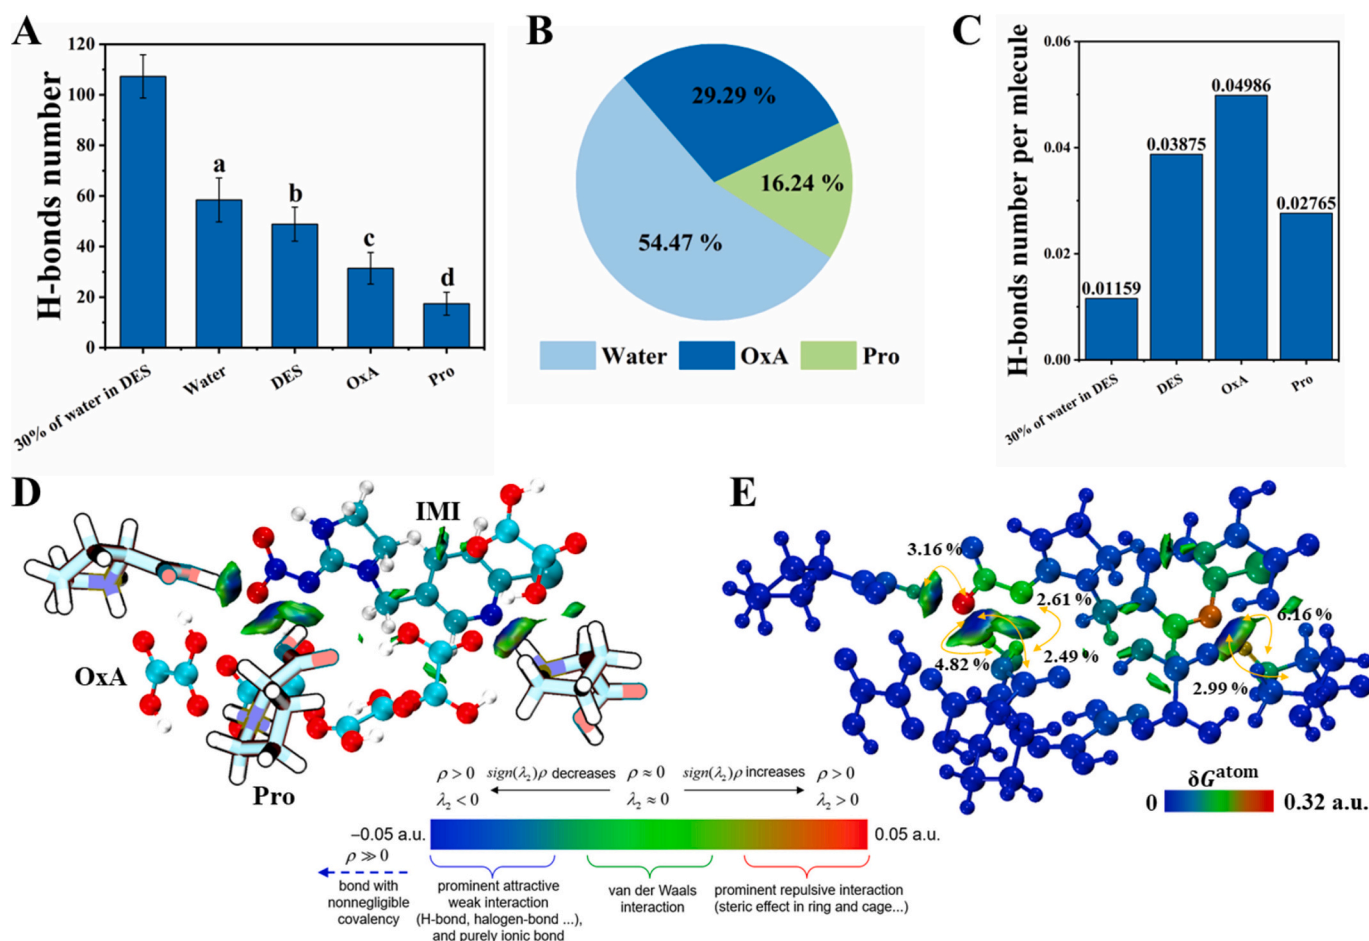 A
H-bonds number
120
100
80
60
40
20
0
a
b
c
d
30% of water in DES
Water
DES
OxA
Pro
B
29.29 %
16.24 %
54.47 %
Water
OxA
Pro
C
H-bonds number per mlecule
0.06
0.04
0.02
0.00
0.01159
0.03875
0.04986
0.02765
30% of water in DES
DES
OxA
Pro
D
IMI
OxA
Pro
E
3.16 %
2.61 %
6.16 %
4.82 %
2.49 %
2.99 %
δG^atom
0
0.32 a.u.
ρ > 0 sign(λ₂)ρ decreases ρ ≈ 0 sign(λ₂)ρ increases ρ > 0
λ₂ < 0 λ₂ ≈ 0 λ₂ > 0
−0.05 a.u. 0.05 a.u.
ρ ≫ 0
bond with
nonnegligible
covalency
prominent attractive
weak interaction
(H-bond, halogen-bond ...),
and purely ionic bond
van der Waals
interaction
prominent repulsive interaction
(steric effect in ring and cage...)